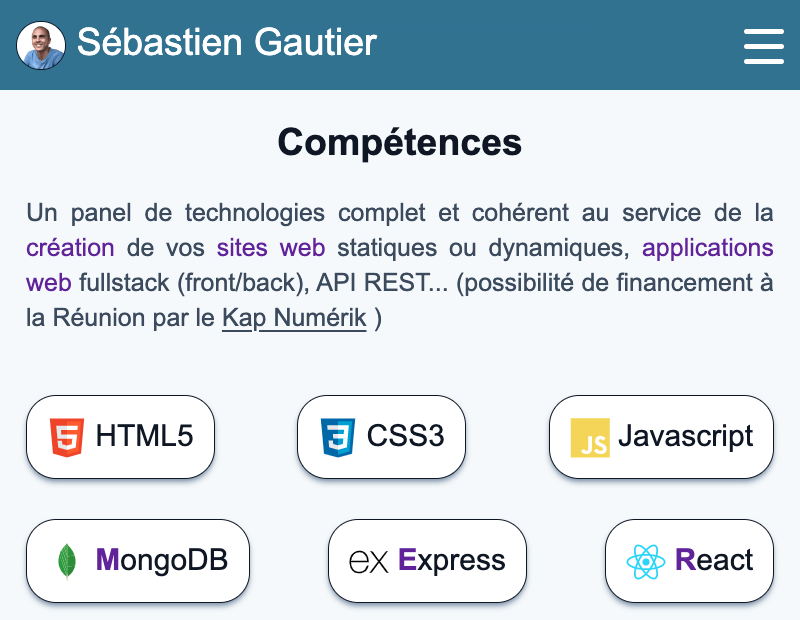 Sébastien Gautier
Compétences
Un panel de technologies complet et cohérent au service de la
création de vos sites web statiques ou dynamiques, applications
web fullstack (front/back), API REST... (possibilité de financement à
la Réunion par le Kap Numérik )
5 HTML5
3 CSS3
JS Javascript
MongoDB
ex Express
React